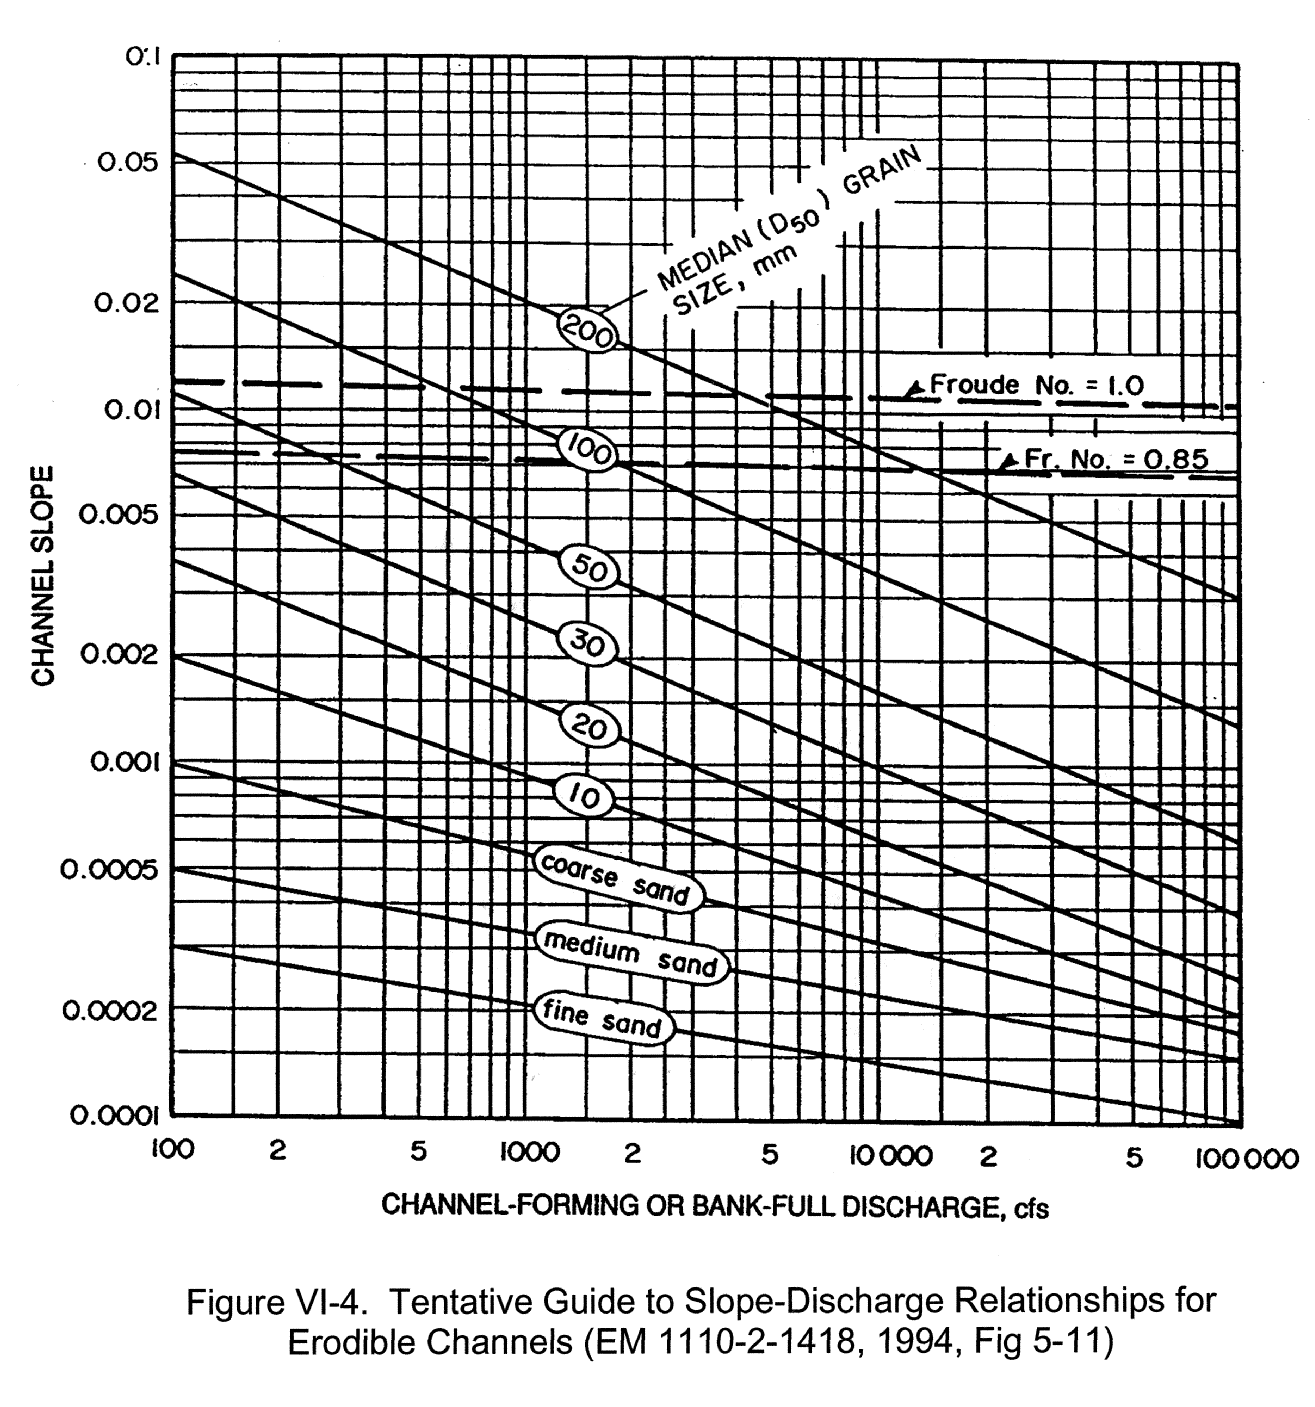 0.1
0.05
MEDIAN (D50) GRAIN
SIZE, mm
0.02
200
Froude No. = 1.0
0.01
100
Fr. No. = 0.85
0.005
50
30
0.002
20
0.001
10
0.0005
coarse sand
medium sand
0.0002
fine sand
0.0001
CHANNEL SLOPE
100 2 5 1000 2 5 10000 2 5 100000
CHANNEL-FORMING OR BANK-FULL DISCHARGE, cfs
Figure VI-4. Tentative Guide to Slope-Discharge Relationships for
Erodible Channels (EM 1110-2-1418, 1994, Fig 5-11)